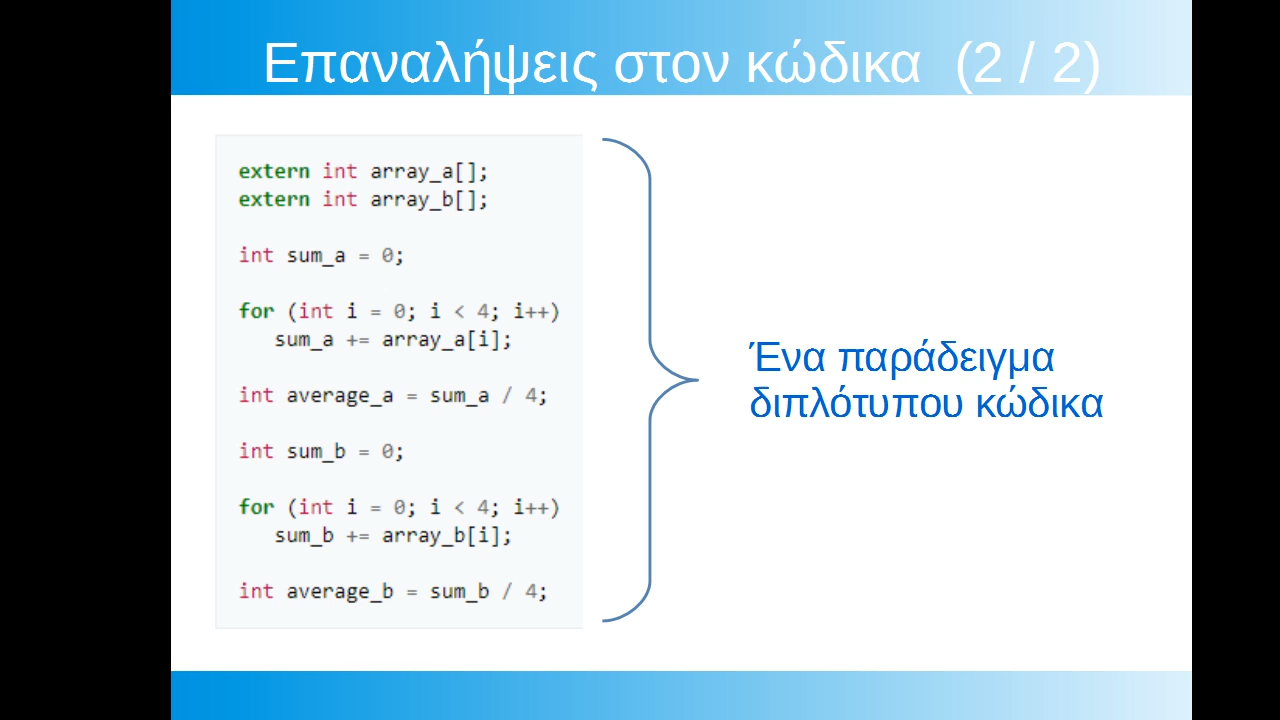 Επαναλήψεις στον κώδικα (2 / 2)
extern int array_a[];
extern int array_b[];
int sum_a = 0;
for (int i = 0; i < 4; i++)
sum_a += array_a[i];
int average_a = sum_a / 4;
int sum_b = 0;
for (int i = 0; i < 4; i++)
sum_b += array_b[i];
int average_b = sum_b / 4;
Ένα παράδειγμα
διπλότυπου κώδικα